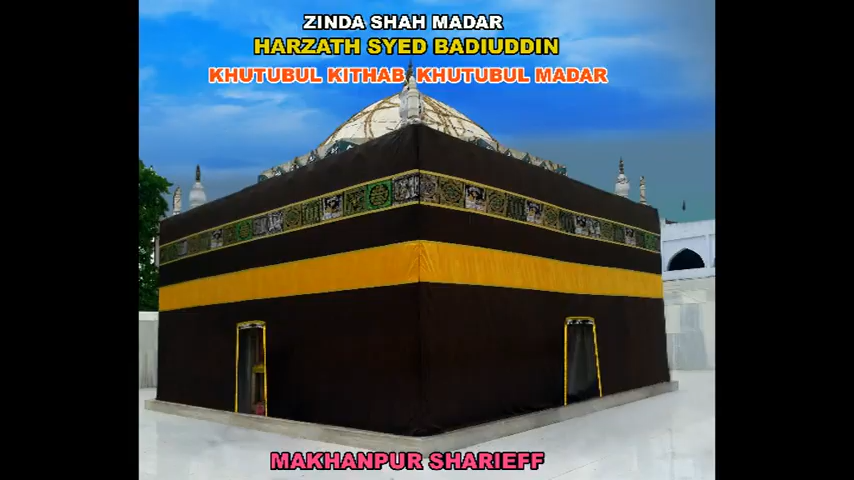 ZINDA SHAH MADAR
HARZATH SYED BADIUDDIN
KHUTUBUL KITHAB KHUTUBUL MADAR
MAKHANPUR SHARIEFF